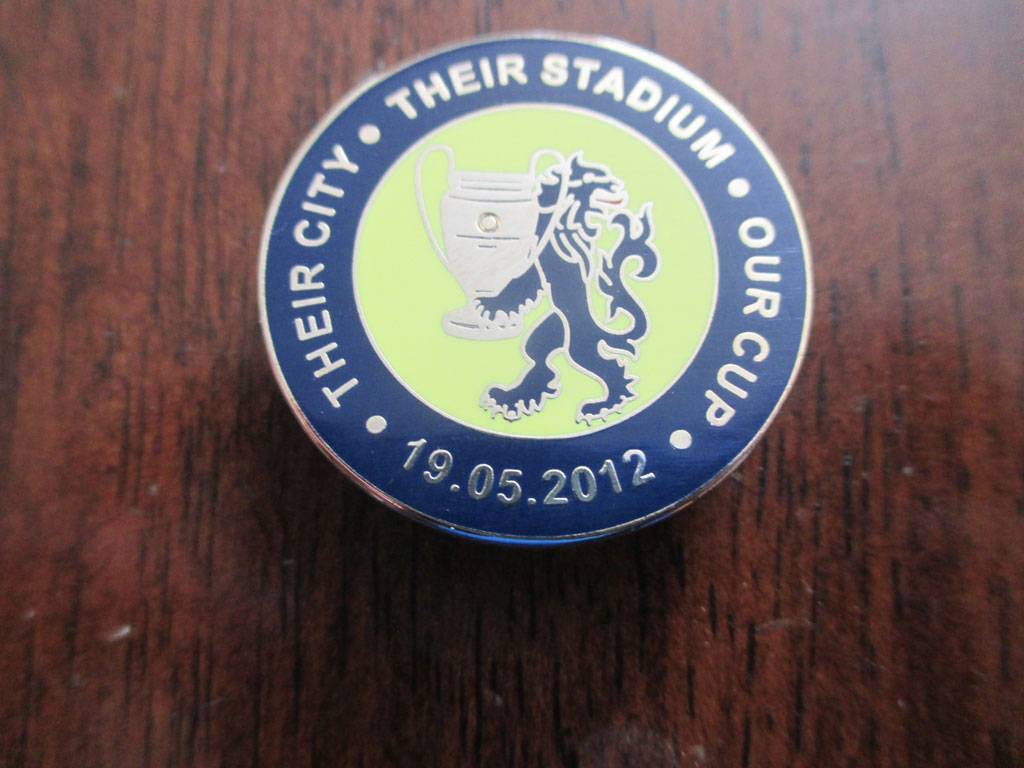 THEIR CITY • THEIR STADIUM • OUR CUP •
19.05.2012